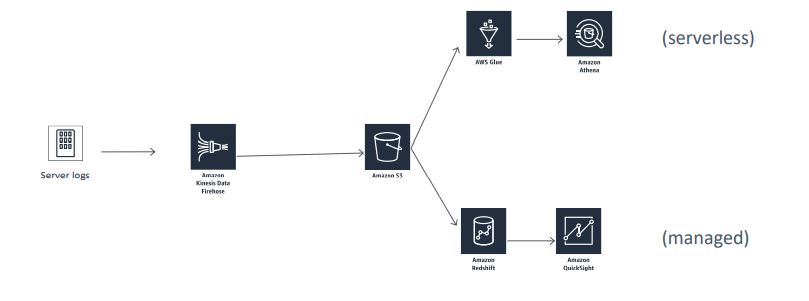 AWS Glue
Amazon
Athena
(serverless)
Server logs
Amazon
Kinesis Data
Firehose
Amazon S3
Amazon
Redshift
Amazon
QuickSight
(managed)